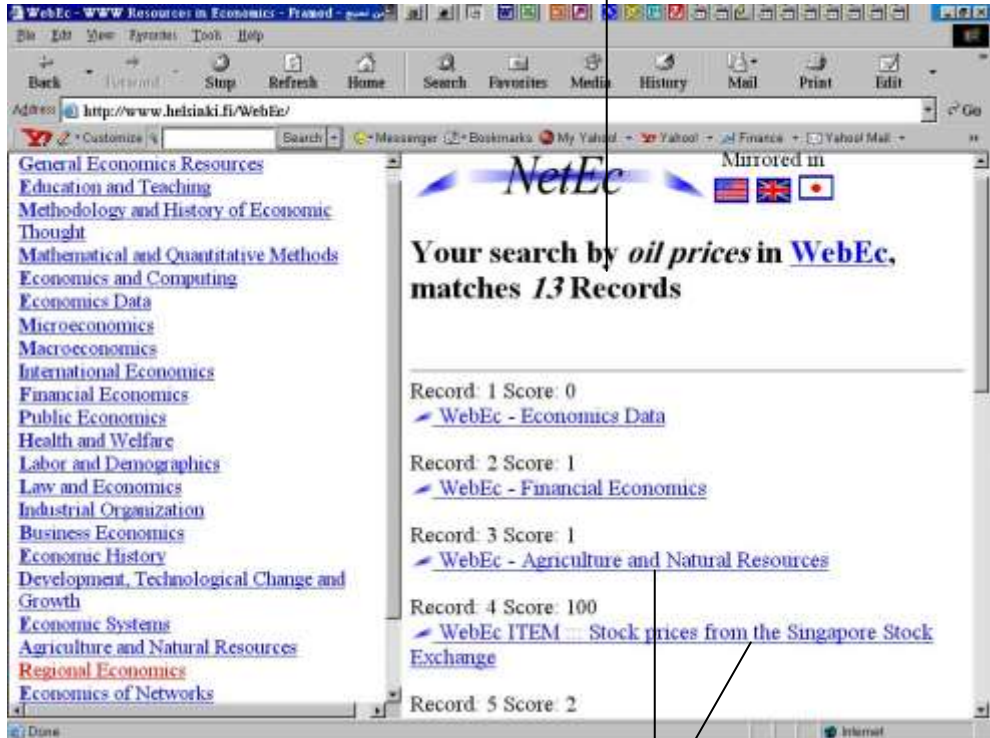 WebEc - WWW Resources in Economics - Framed -
File Edit View Favorites Tools Help
Back Forward Stop Refresh Home Search Favorites Media History Mail Print Edit
Address http://www.helsinki.fi/WebEc/ Go
Customize Search Messenger Bookmarks My Yahoo! Yahoo! Finance Yahoo! Mail
General Economics Resources
Education and Teaching
Methodology and History of Economic
Thought
Mathematical and Quantitative Methods
Economics and Computing
Economics Data
Microeconomics
Macroeconomics
International Economics
Financial Economics
Public Economics
Health and Welfare
Labor and Demographics
Law and Economics
Industrial Organization
Business Economics
Economic History
Development, Technological Change and
Growth
Economic Systems
Agriculture and Natural Resources
Regional Economics
Economics of Networks
NetEc
Mirrored in
Your search by oil prices in WebEc,
matches 13 Records
Record: 1 Score: 0
WebEc - Economics Data
Record: 2 Score: 1
WebEc - Financial Economics
Record: 3 Score: 1
WebEc - Agriculture and Natural Resources
Record: 4 Score: 100
WebEc ITEM ::: Stock prices from the Singapore Stock
Exchange
Record: 5 Score: 2
Done
Internet